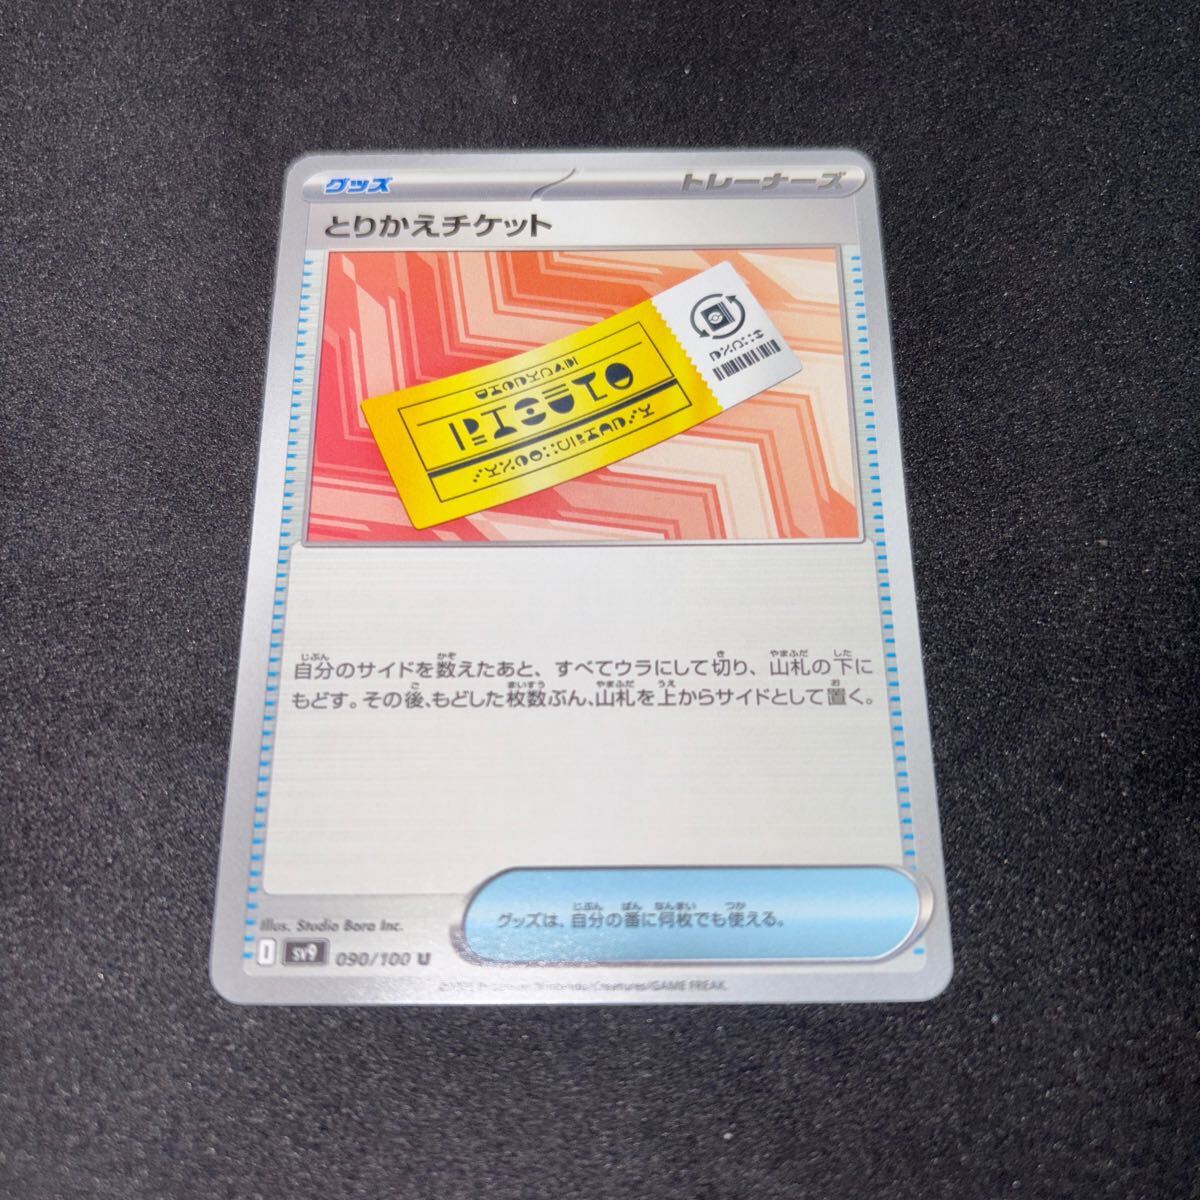 グッズ
トレーナーズ
とりかえチケット
自分のサイドを数えたあと、すべてウラにして切り、山札の下に
もどす。その後、もどした枚数ぶん、山札を上からサイドとして置く。
グッズは、自分の番に何枚でも使える。
Illus. Studio Bora Inc.
I SV9 090/100 U
Nintendo/Creatures/GAME FREAK